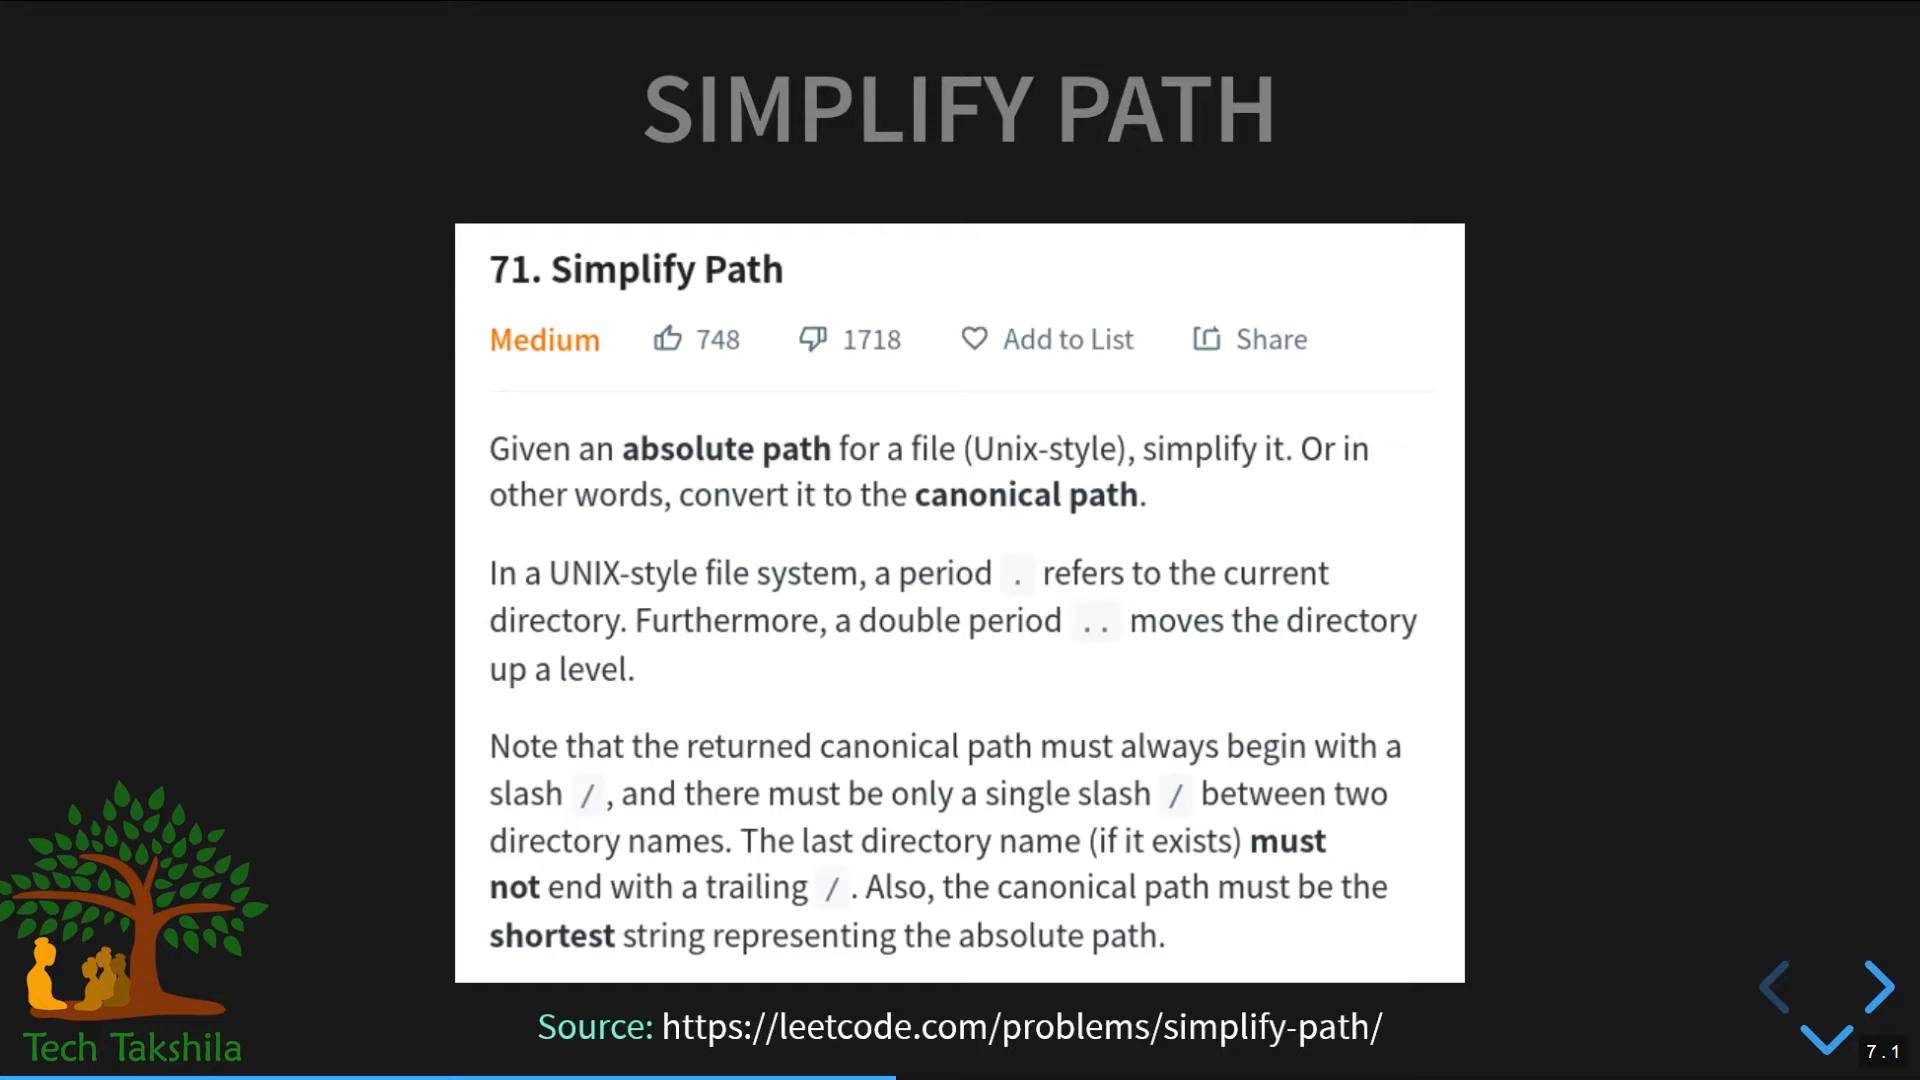 SIMPLIFY PATH
71. Simplify Path
Medium 748 1718 Add to List Share
Given an absolute path for a file (Unix-style), simplify it. Or in
other words, convert it to the canonical path.
In a UNIX-style file system, a period . refers to the current
directory. Furthermore, a double period .. moves the directory
up a level.
Note that the returned canonical path must always begin with a
slash / , and there must be only a single slash / between two
directory names. The last directory name (if it exists) must
not end with a trailing / . Also, the canonical path must be the
shortest string representing the absolute path.
Source: https://leetcode.com/problems/simplify-path/
Tech Takshila
7.1